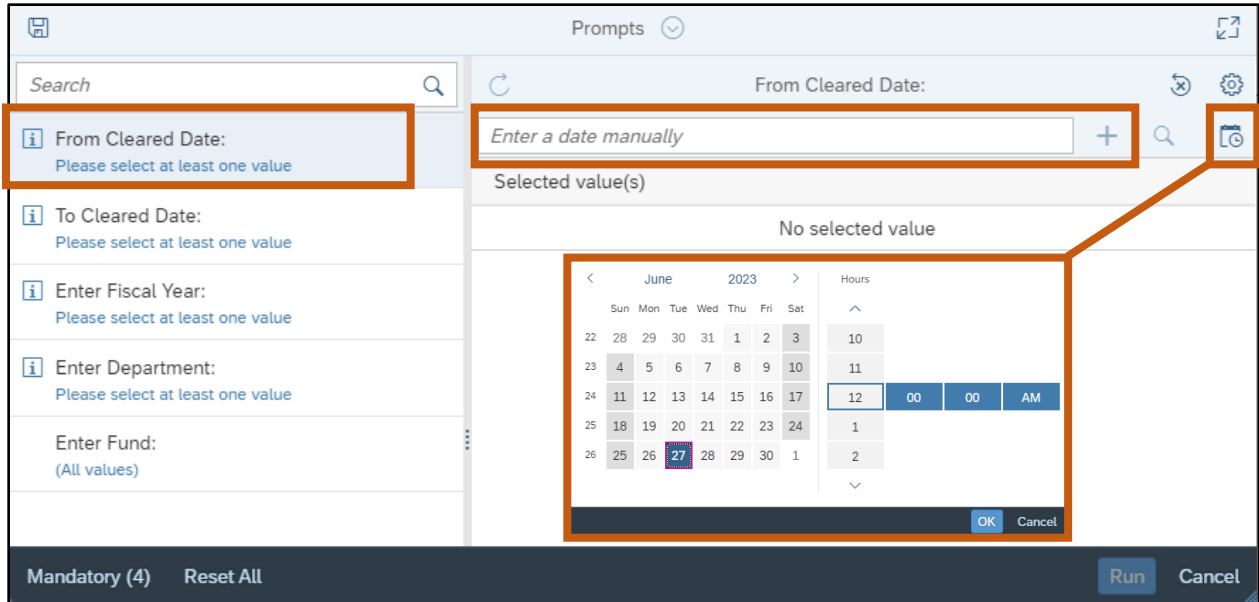 Prompts
Search
From Cleared Date:
Please select at least one value
To Cleared Date:
Please select at least one value
Enter Fiscal Year:
Please select at least one value
Enter Department:
Please select at least one value
Enter Fund:
(All values)
From Cleared Date:
Enter a date manually
Selected value(s)
No selected value
June 2023 Hours
Sun Mon Tue Wed Thu Fri Sat
22 28 29 30 31 1 2 3 10
23 4 5 6 7 8 9 10 11
24 11 12 13 14 15 16 17 12 00 00 AM
25 18 19 20 21 22 23 24 1
26 25 26 27 28 29 30 1 2
OK Cancel
Mandatory (4) Reset All Run Cancel